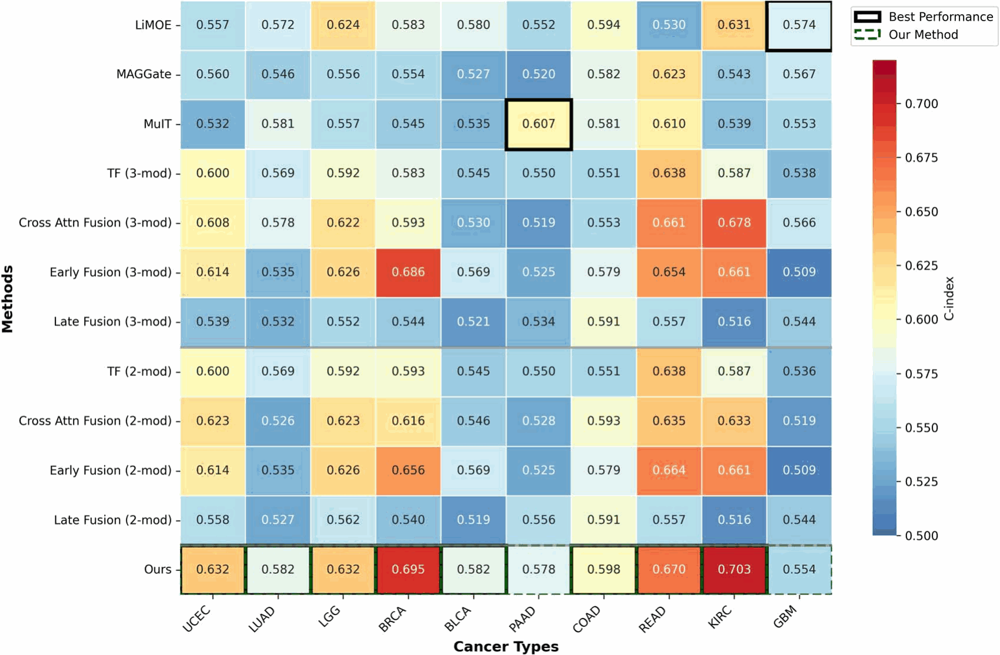 LiMOE 0.557 0.572 0.624 0.583 0.580 0.552 0.594 0.530 0.631 0.574
MAGGate 0.560 0.546 0.556 0.554 0.527 0.520 0.582 0.623 0.543 0.567
MulT 0.532 0.581 0.557 0.545 0.535 0.607 0.581 0.610 0.539 0.553
TF (3-mod) 0.600 0.569 0.592 0.583 0.545 0.550 0.551 0.638 0.587 0.538
Cross Attn Fusion (3-mod) 0.608 0.578 0.622 0.593 0.530 0.519 0.553 0.661 0.678 0.566
Early Fusion (3-mod) 0.614 0.535 0.626 0.686 0.569 0.525 0.579 0.654 0.661 0.509
Late Fusion (3-mod) 0.539 0.532 0.552 0.544 0.521 0.534 0.591 0.557 0.516 0.544
TF (2-mod) 0.600 0.569 0.592 0.593 0.545 0.550 0.551 0.638 0.587 0.536
Cross Attn Fusion (2-mod) 0.623 0.526 0.623 0.616 0.546 0.528 0.593 0.635 0.633 0.519
Early Fusion (2-mod) 0.614 0.535 0.626 0.656 0.569 0.525 0.579 0.664 0.661 0.509
Late Fusion (2-mod) 0.558 0.527 0.562 0.540 0.519 0.556 0.591 0.557 0.516 0.544
Ours 0.632 0.582 0.632 0.695 0.582 0.578 0.598 0.670 0.703 0.554
UCEC LUAD LGG BRCA BLCA PAAD COAD READ KIRC GBM
Cancer Types
Methods
Best Performance
Our Method
0.700
0.675
0.650
0.625
0.600
0.575
0.550
0.525
0.500
C-index